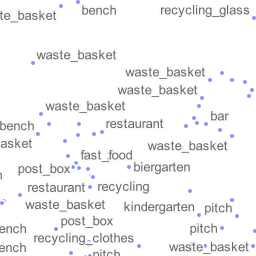 te_basket
bench
recycling_glass
waste_basket
waste_basket
waste_basket
waste_basket
bar
bench
restaurant
asket
waste_basket
fast_food
post_box
biergarten
restaurant
recycling
waste_basket
kindergarten
pitch
post_box
ench
pitch
recycling_clothes
ench
waste_basket
pitch